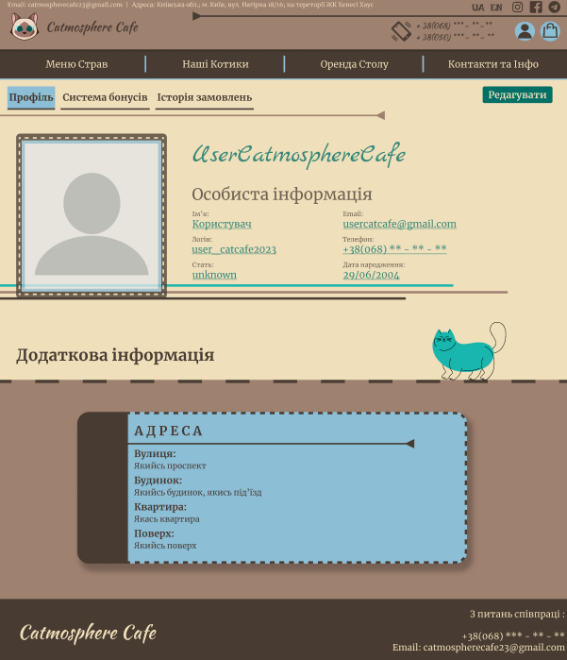 Email: catmospherecafe23@gmail.com | Адреса: Київська обл., м. Київ, вул. Нагірна 18/16, на території ЖК Хенесі Хаус
UA EN
Catmosphere Cafe
+38(068) *** - ** - **
+38(050) *** - ** - **
Меню Страв
Наші Котики
Оренда Столу
Контакти та Інфо
Профіль
Система бонусів
Історія замовлень
Редагувати
UserCatmosphereCafe
Особиста інформація
Ім'я:
Користувач
Email:
usercatcafe@gmail.com
Логін:
user_catcafe2023
Телефон:
+38(068) ** - ** - **
Стать:
unknown
Дата народження:
29/06/2004
Додаткова інформація
АДРЕСА
Вулиця:
Якийсь проспект
Будинок:
Якийсь будинок, якись під'їзд
Квартира:
Якась квартира
Поверх:
Якийсь поверх
З питань співпраці :
Catmosphere Cafe
+38(068) *** - ** - **
Email: catmospherecafe23@gmail.com